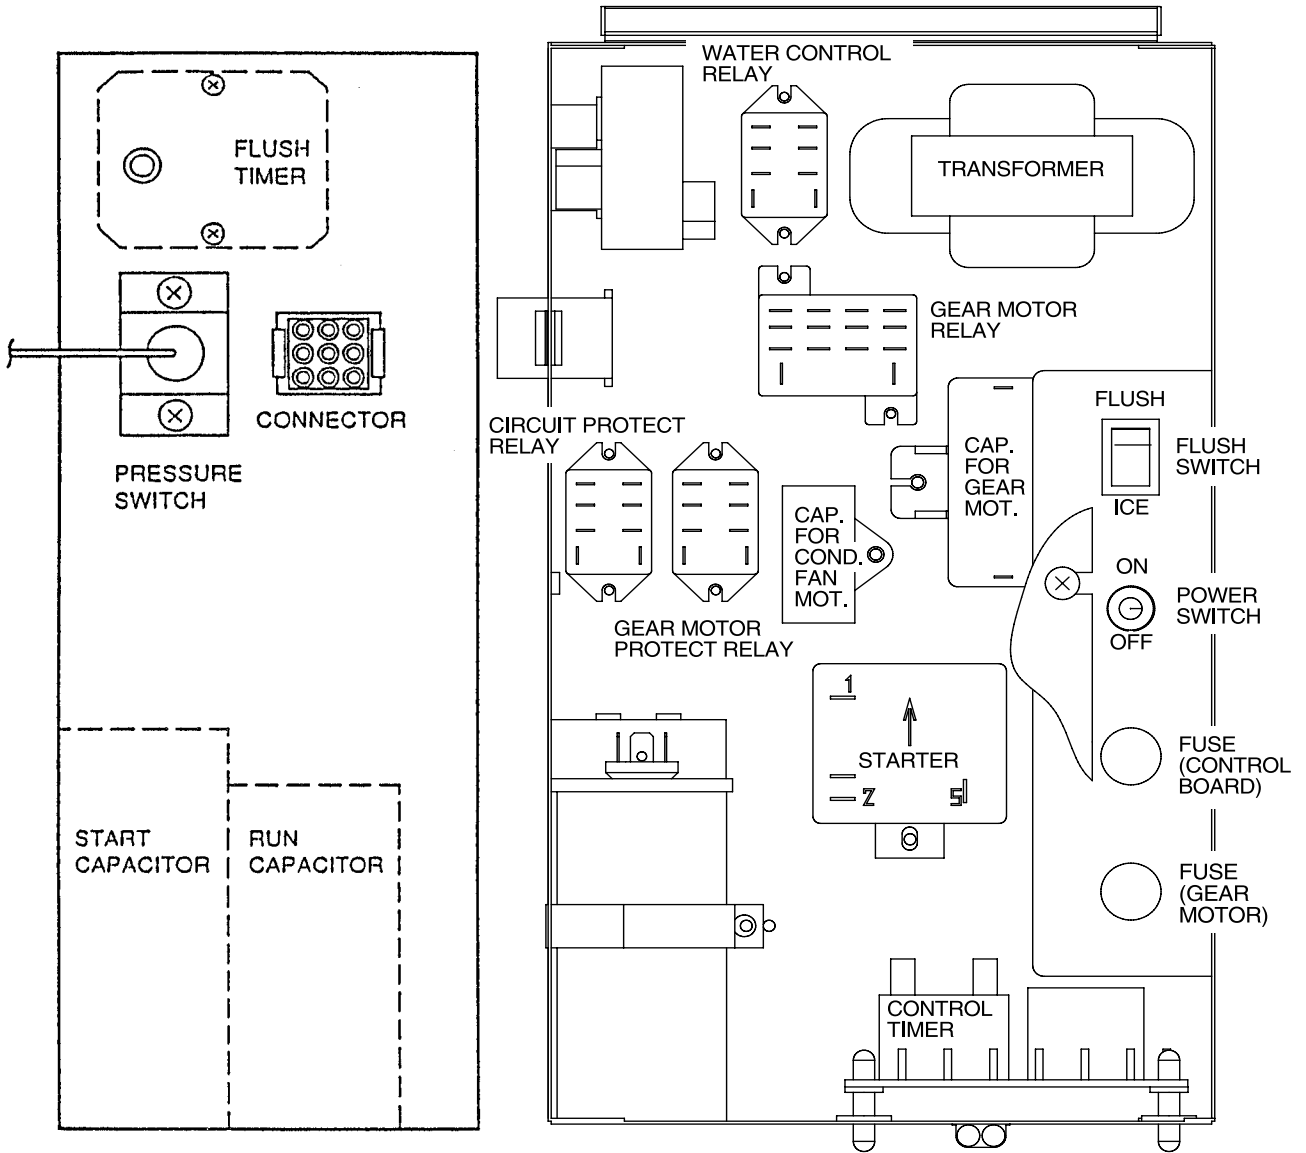 FLUSH
TIMER
CONNECTOR
PRESSURE
SWITCH
START
CAPACITOR
RUN
CAPACITOR
WATER CONTROL
RELAY
TRANSFORMER
GEAR MOTOR
RELAY
CIRCUIT PROTECT
RELAY
GEAR MOTOR
PROTECT RELAY
CAP.
FOR
COND.
FAN
MOT.
CAP.
FOR
GEAR
MOT.
FLUSH
ICE
FLUSH
SWITCH
ON
OFF
POWER
SWITCH
1
STARTER
2
5
FUSE
(CONTROL
BOARD)
FUSE
(GEAR
MOTOR)
CONTROL
TIMER